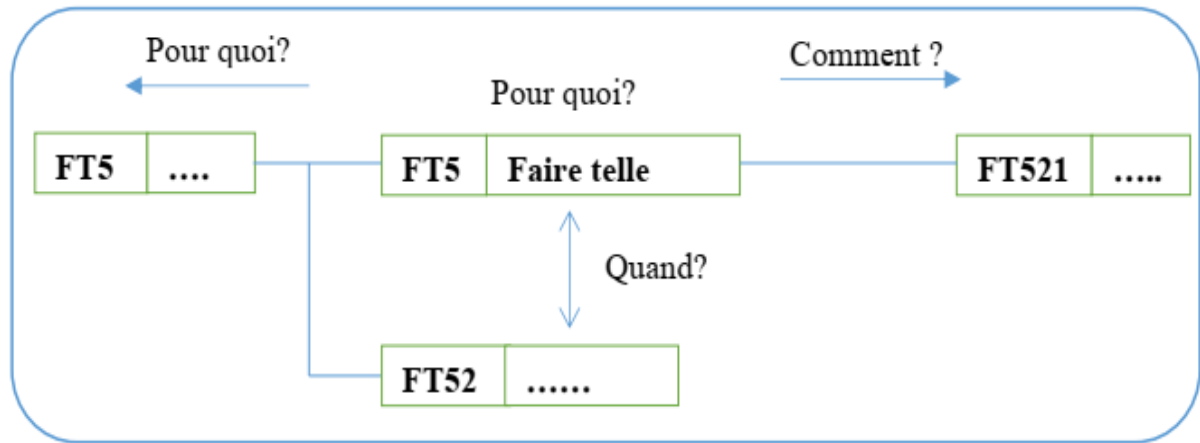 Pour quoi?
Comment ?
Pour quoi?
FT5 ....
FT5 Faire telle
FT521 .....
Quand?
FT52 ......